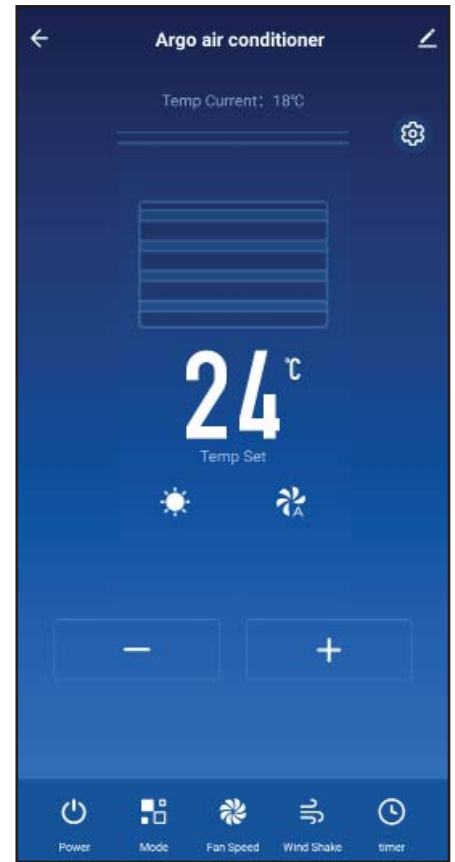 Argo air conditioner
Temp Current: 18℃
24 ℃
Temp Set
A
— +
Power Mode Fan Speed Wind Shake timer